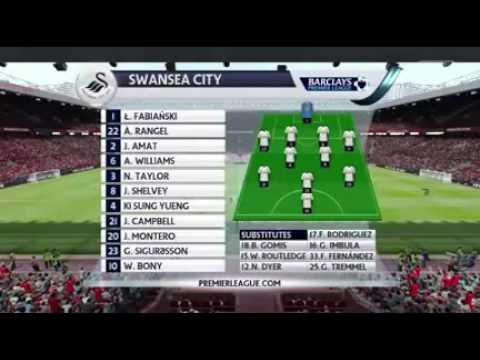 SWANSEA CITY
BARCLAYS
PREMIER LEAGUE
1 Ł. FABIAŃSKI
22 A. RANGEL
2 J. AMAT
6 A. WILLIAMS
3 N. TAYLOR
8 J. SHELVEY
4 KI SUNG YUENG
21 J. CAMPBELL
20 J. MONTERO
23 G. SIGURÐSSON
10 W. BONY
SUBSTITUTES 17.F. RODRIGUEZ
18.B. GOMIS 16.G. IMBULA
15.W. ROUTLEDGE 33.F. FERNÁNDEZ
12.N. DYER 25.G. TREMMEL
PREMIERLEAGUE.COM